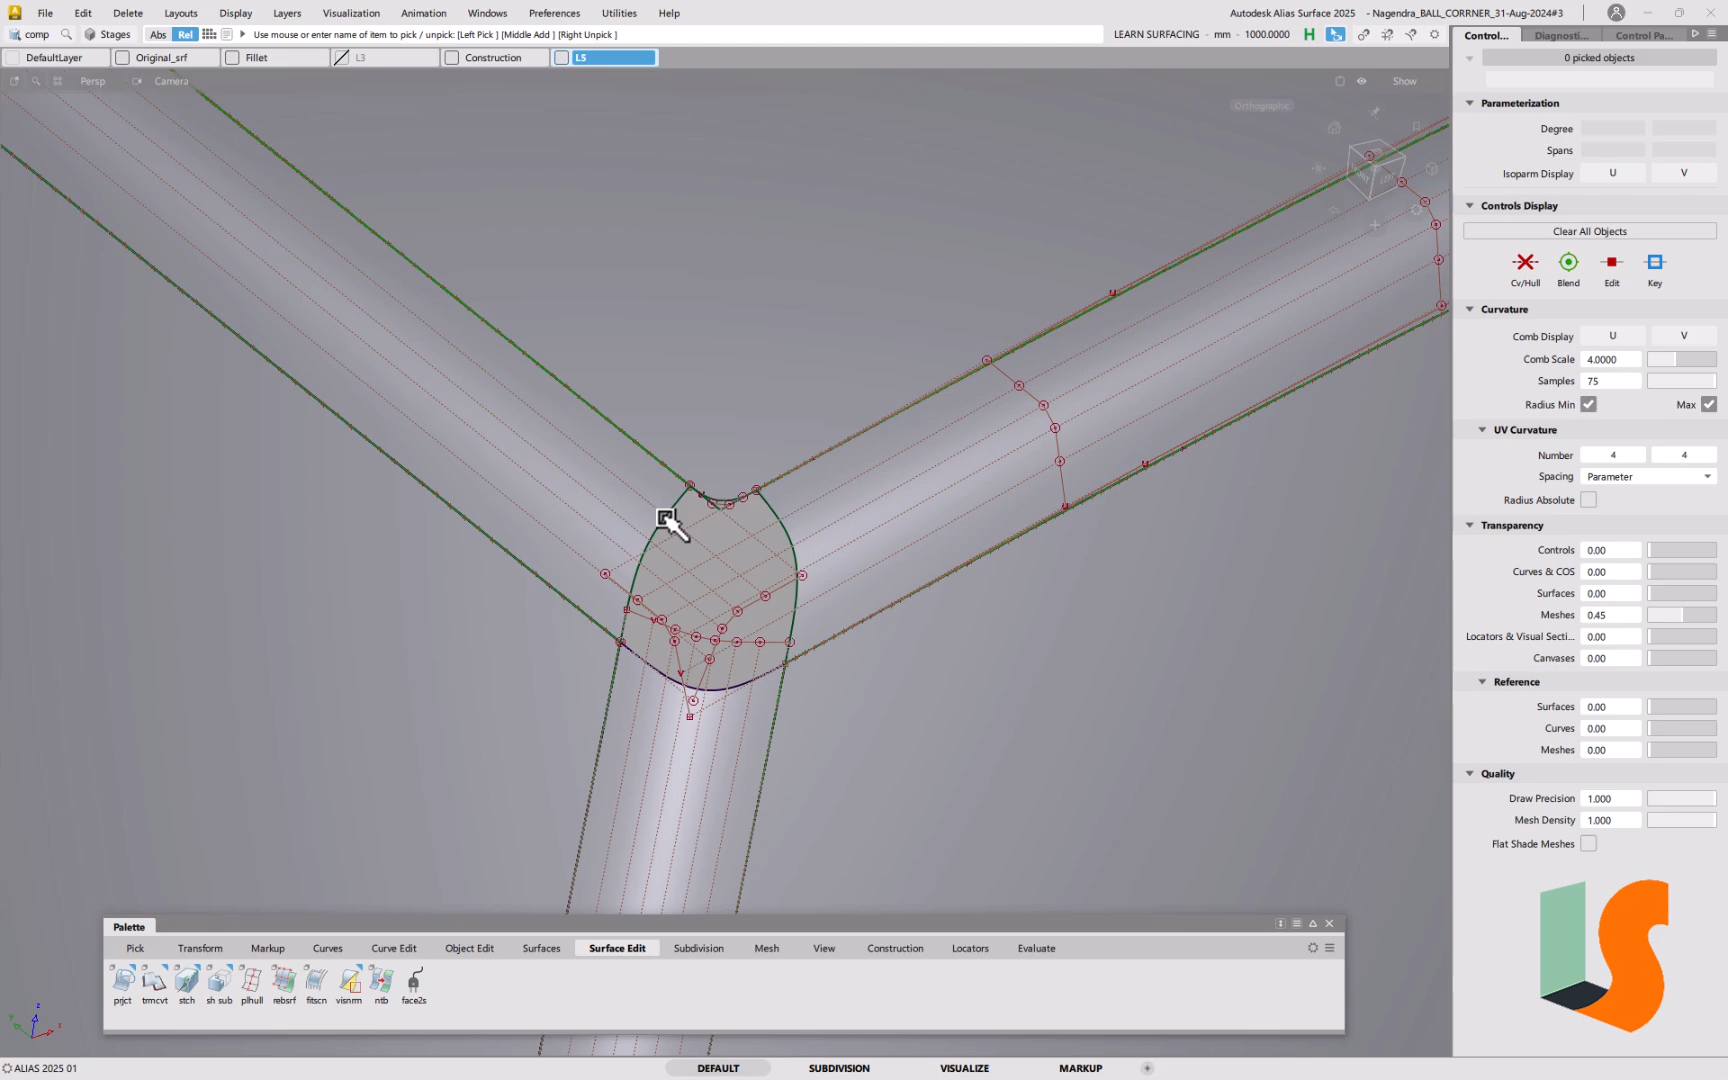 File Edit Delete Layouts Display Layers Visualization Animation Windows Preferences Utilities Help Autodesk Alias Surface 2025 - Nagendra_BALL_CORRNER_31-Aug-2024#3
comp Stages Abs Rel Use mouse or enter name of item to pick / unpick: [Left Pick ] [Middle Add ] [Right Unpick ] LEARN SURFACING - mm - 1000.0000 H
DefaultLayer Original_srf Fillet L3 Construction L5
Persp Camera Show
Orthographic
Control... Diagnosti... Control Pa...
0 picked objects
Parameterization
Degree
Spans
Isoparm Display U V
Controls Display
Clear All Objects
Cv/Hull Blend Edit Key
Curvature
Comb Display U V
Comb Scale 4.0000
Samples 75
Radius Min Max
UV Curvature
Number 4 4
Spacing Parameter
Radius Absolute
Transparency
Controls 0.00
Curves & COS 0.00
Surfaces 0.00
Meshes 0.45
Locators & Visual Secti... 0.00
Canvases 0.00
Reference
Surfaces 0.00
Curves 0.00
Meshes 0.00
Quality
Draw Precision 1.000
Mesh Density 1.000
Flat Shade Meshes
Palette
Pick Transform Markup Curves Curve Edit Object Edit Surfaces Surface Edit Subdivision Mesh View Construction Locators Evaluate
prjct trmcvt stch sh sub plhull rebsrf fitscn visnrm ntb face2s
ALIAS 2025 01 DEFAULT SUBDIVISION VISUALIZE MARKUP